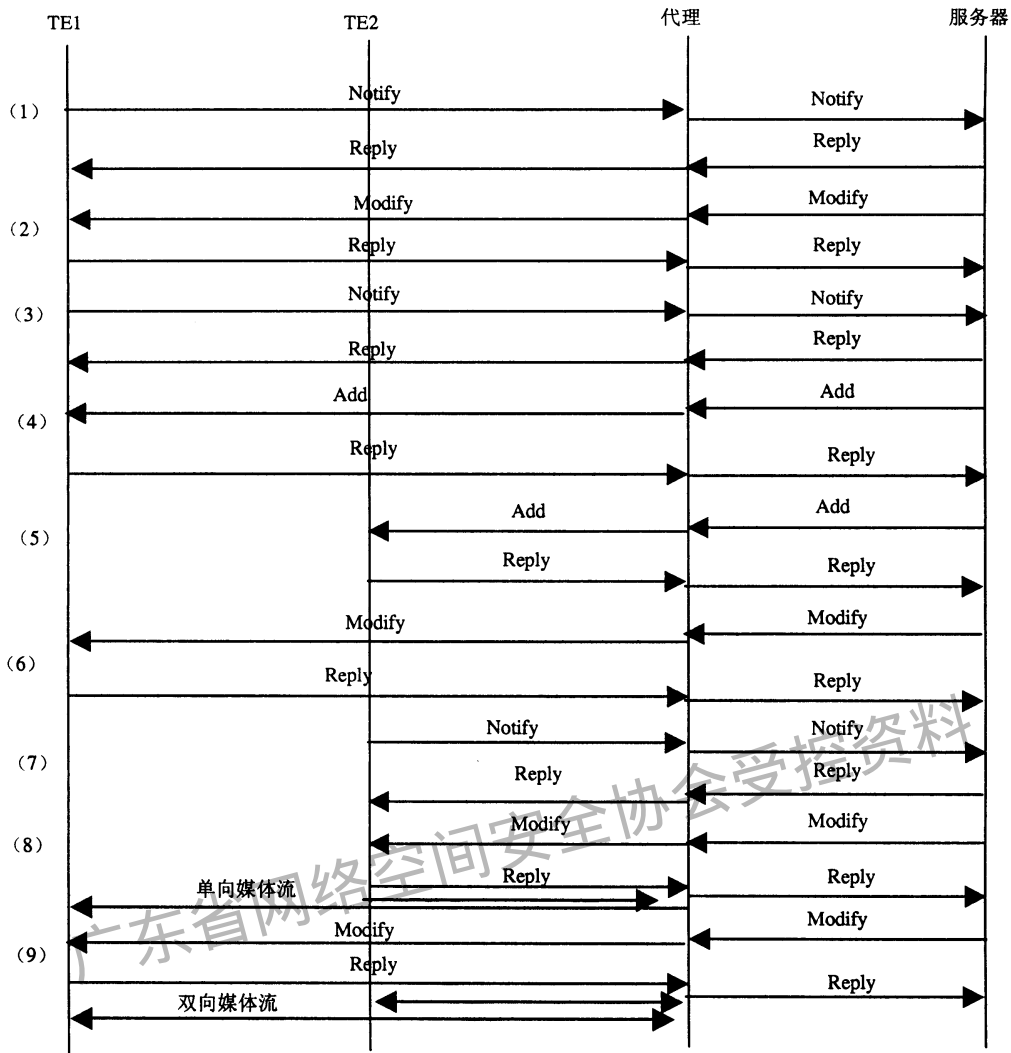 TE1 TE2 代理 服务器
(1) Notify Notify
Reply Reply
Modify Modify
(2)
Reply Reply
Notify Notify
(3)
Reply Reply
Add Add
(4)
Reply Reply
Add Add
(5)
Reply Reply
Modify Modify
(6)
Reply Reply
Notify Notify
(7)
Reply Reply
Modify Modify
(8)
单向媒体流 Reply Reply
Modify Modify
(9)
Reply Reply
双向媒体流
广东省网络空间安全协会受控资料